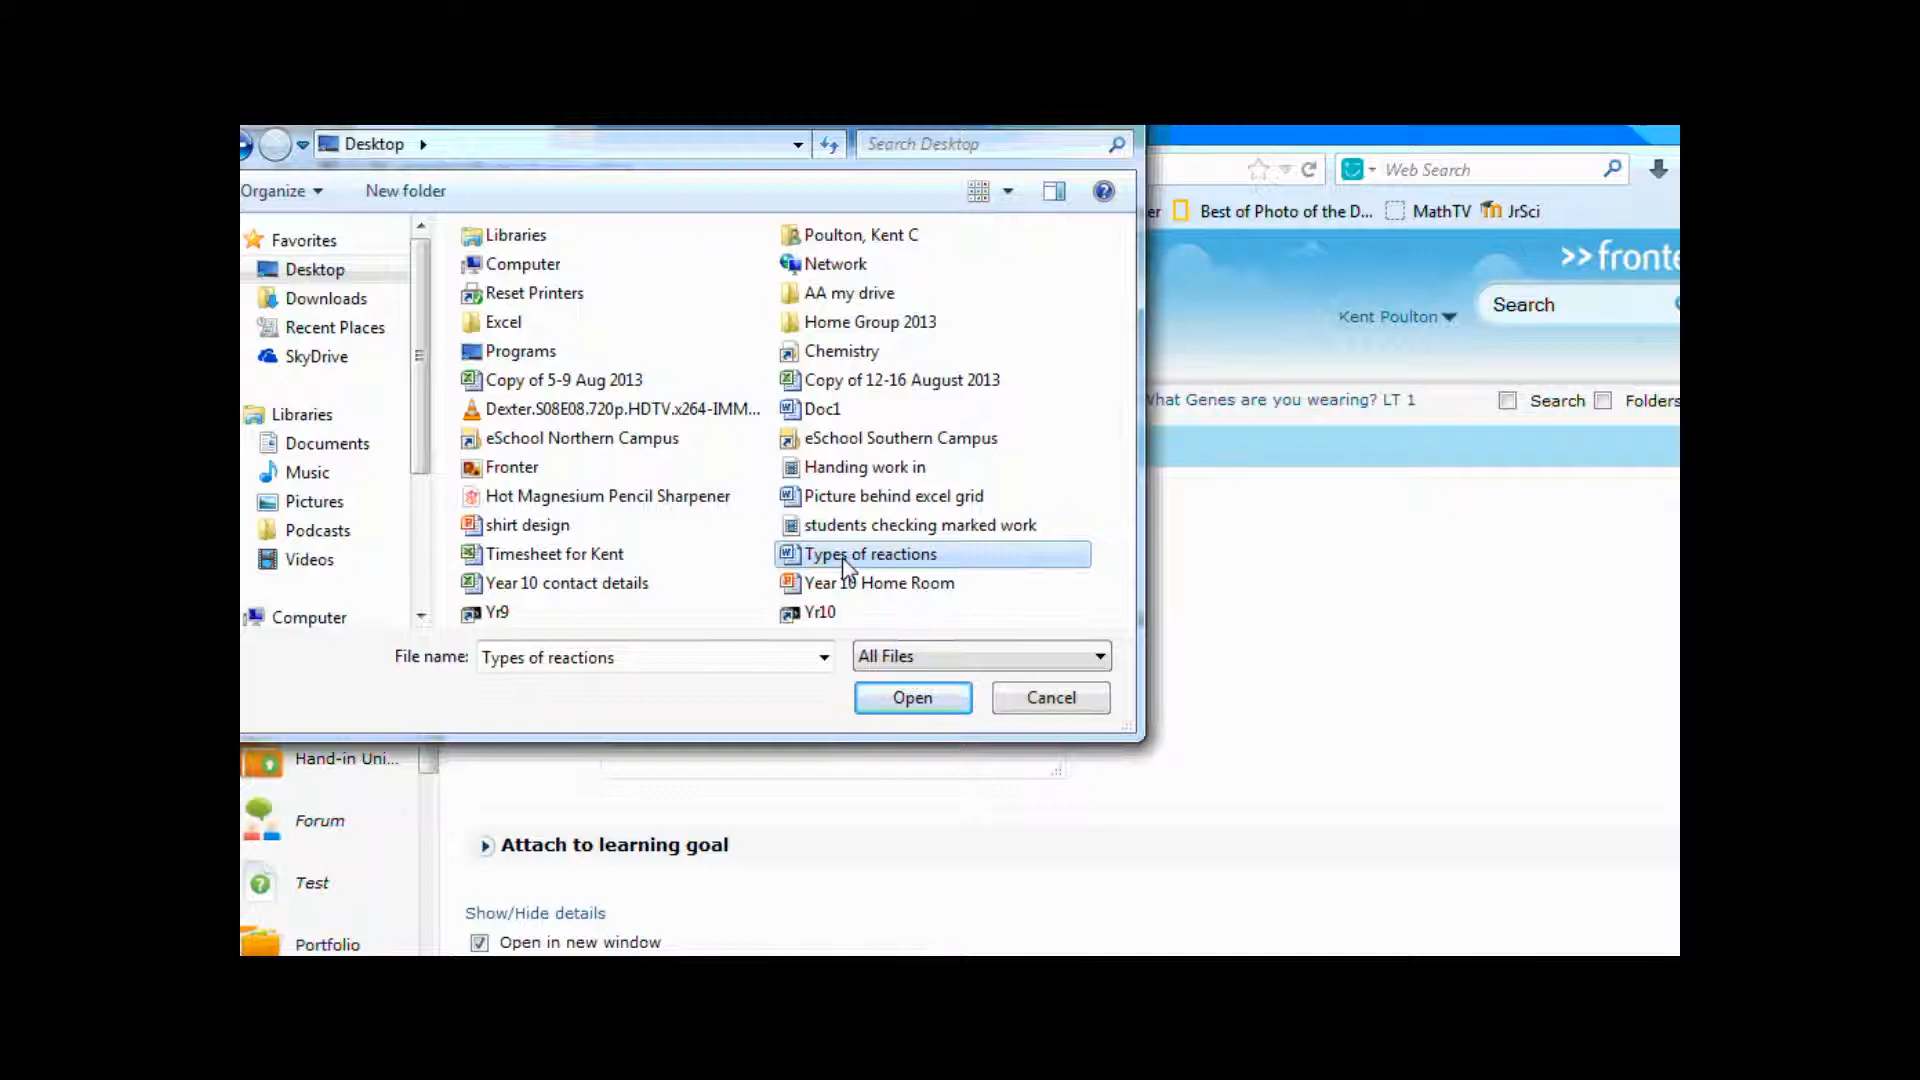 Desktop
Search Desktop
Organize
New folder
Favorites
Desktop
Downloads
Recent Places
SkyDrive
Libraries
Documents
Music
Pictures
Podcasts
Videos
Computer
Libraries
Poulton, Kent C
Computer
Network
Reset Printers
AA my drive
Excel
Home Group 2013
Programs
Chemistry
Copy of 5-9 Aug 2013
Copy of 12-16 August 2013
Dexter.S08E08.720p.HDTV.x264-IMM...
Doc1
eSchool Northern Campus
eSchool Southern Campus
Fronter
Handing work in
Hot Magnesium Pencil Sharpener
Picture behind excel grid
shirt design
students checking marked work
Timesheet for Kent
Types of reactions
Year 10 contact details
Year 10 Home Room
Yr9
Yr10
File name: Types of reactions
All Files
Open
Cancel
Web Search
er
Best of Photo of the D...
MathTV
JrSci
>>fronte
Kent Poulton
Search
What Genes are you wearing? LT 1
Search
Folders
Hand-in Uni...
Forum
Test
Portfolio
Attach to learning goal
Show/Hide details
Open in new window